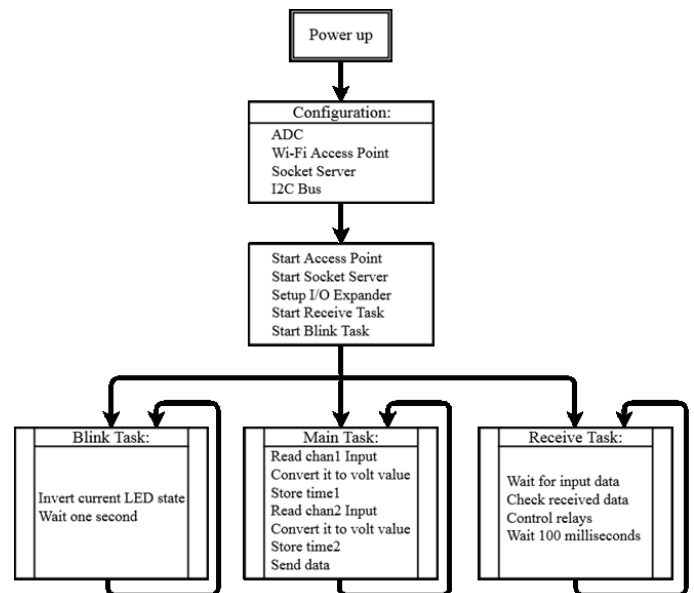 Power up
Configuration:
ADC
Wi-Fi Access Point
Socket Server
I2C Bus
Start Access Point
Start Socket Server
Setup I/O Expander
Start Receive Task
Start Blink Task
Blink Task:
Invert current LED state
Wait one second
Main Task:
Read chan1 Input
Convert it to volt value
Store time1
Read chan2 Input
Convert it to volt value
Store time2
Send data
Receive Task:
Wait for input data
Check received data
Control relays
Wait 100 milliseconds